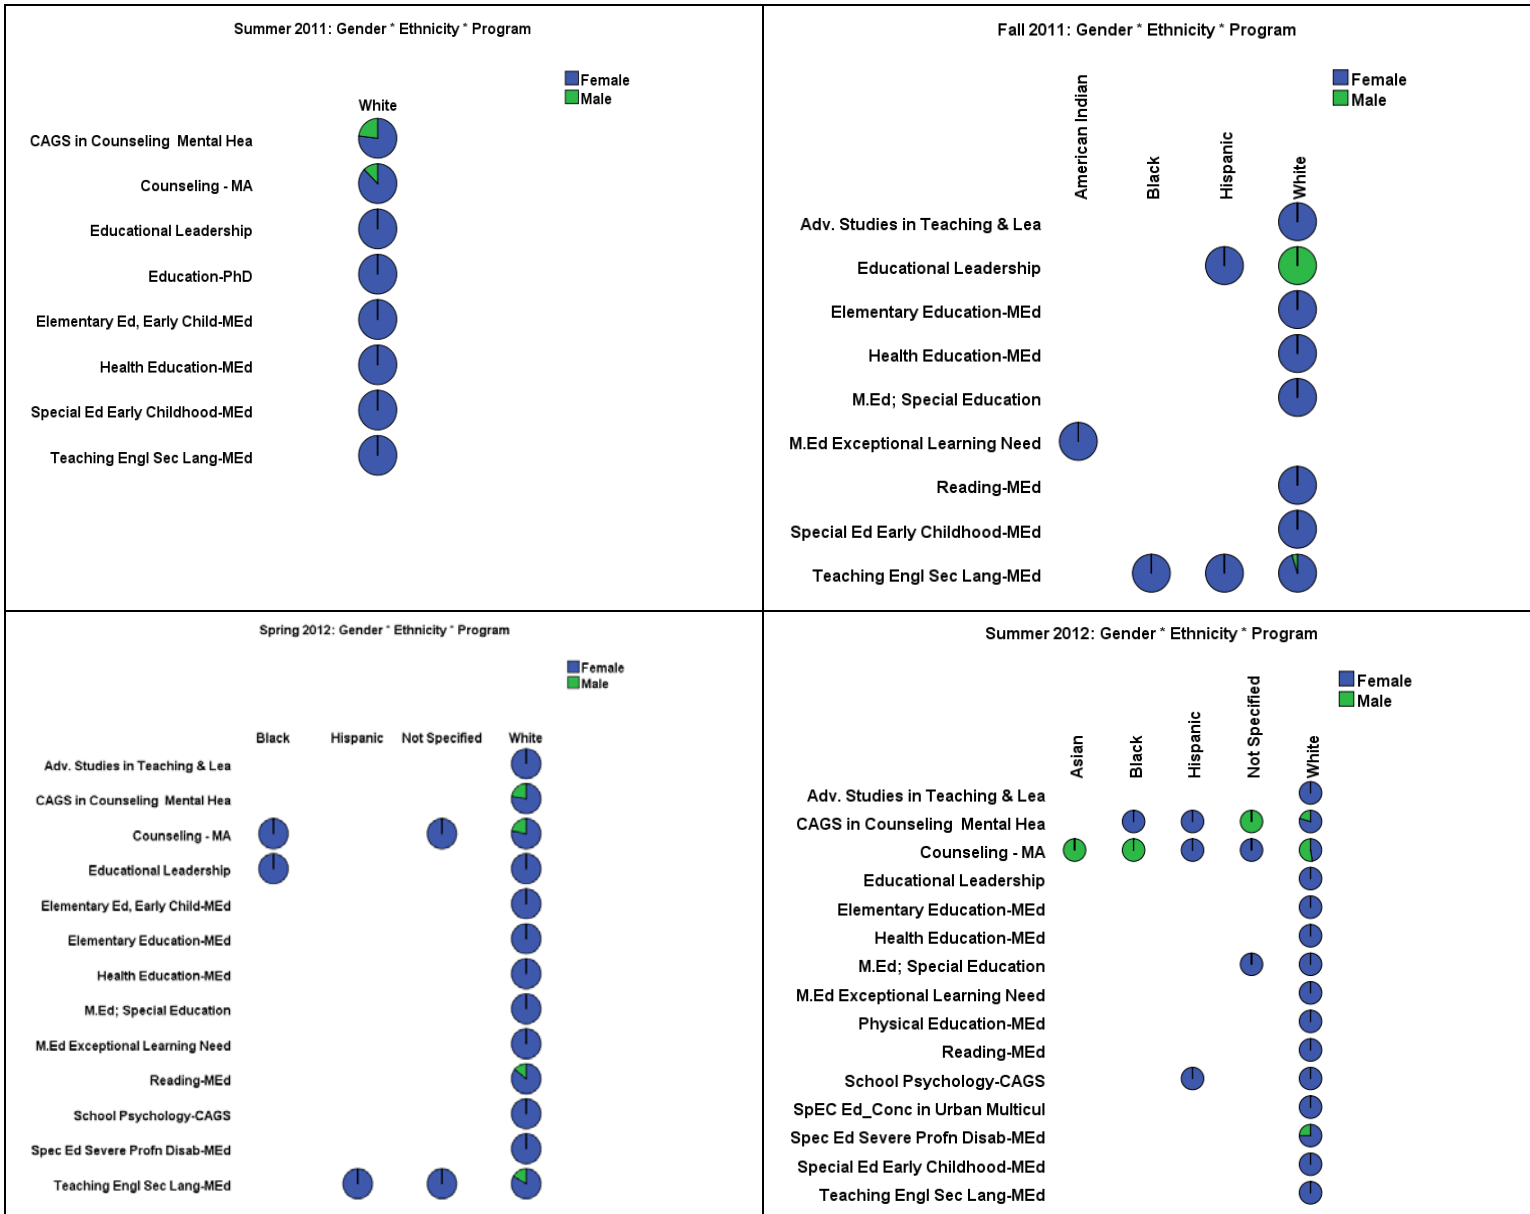 Summer 2011: Gender * Ethnicity * Program
Female
Male
White
CAGS in Counseling Mental Hea
Counseling - MA
Educational Leadership
Education-PhD
Elementary Ed, Early Child-MEd
Health Education-MEd
Special Ed Early Childhood-MEd
Teaching Engl Sec Lang-MEd
Fall 2011: Gender * Ethnicity * Program
Female
Male
American Indian
Black
Hispanic
White
Adv. Studies in Teaching & Lea
Educational Leadership
Elementary Education-MEd
Health Education-MEd
M.Ed; Special Education
M.Ed Exceptional Learning Need
Reading-MEd
Special Ed Early Childhood-MEd
Teaching Engl Sec Lang-MEd
Spring 2012: Gender * Ethnicity * Program
Female
Male
Black Hispanic Not Specified White
Adv. Studies in Teaching & Lea
CAGS in Counseling Mental Hea
Counseling - MA
Educational Leadership
Elementary Ed, Early Child-MEd
Elementary Education-MEd
Health Education-MEd
M.Ed; Special Education
M.Ed Exceptional Learning Need
Reading-MEd
School Psychology-CAGS
Spec Ed Severe Profn Disab-MEd
Teaching Engl Sec Lang-MEd
Summer 2012: Gender * Ethnicity * Program
Female
Male
Asian
Black
Hispanic
Not Specified
White
Adv. Studies in Teaching & Lea
CAGS in Counseling Mental Hea
Counseling - MA
Educational Leadership
Elementary Education-MEd
Health Education-MEd
M.Ed; Special Education
M.Ed Exceptional Learning Need
Physical Education-MEd
Reading-MEd
School Psychology-CAGS
SpEC Ed_Conc in Urban Multicul
Spec Ed Severe Profn Disab-MEd
Special Ed Early Childhood-MEd
Teaching Engl Sec Lang-MEd